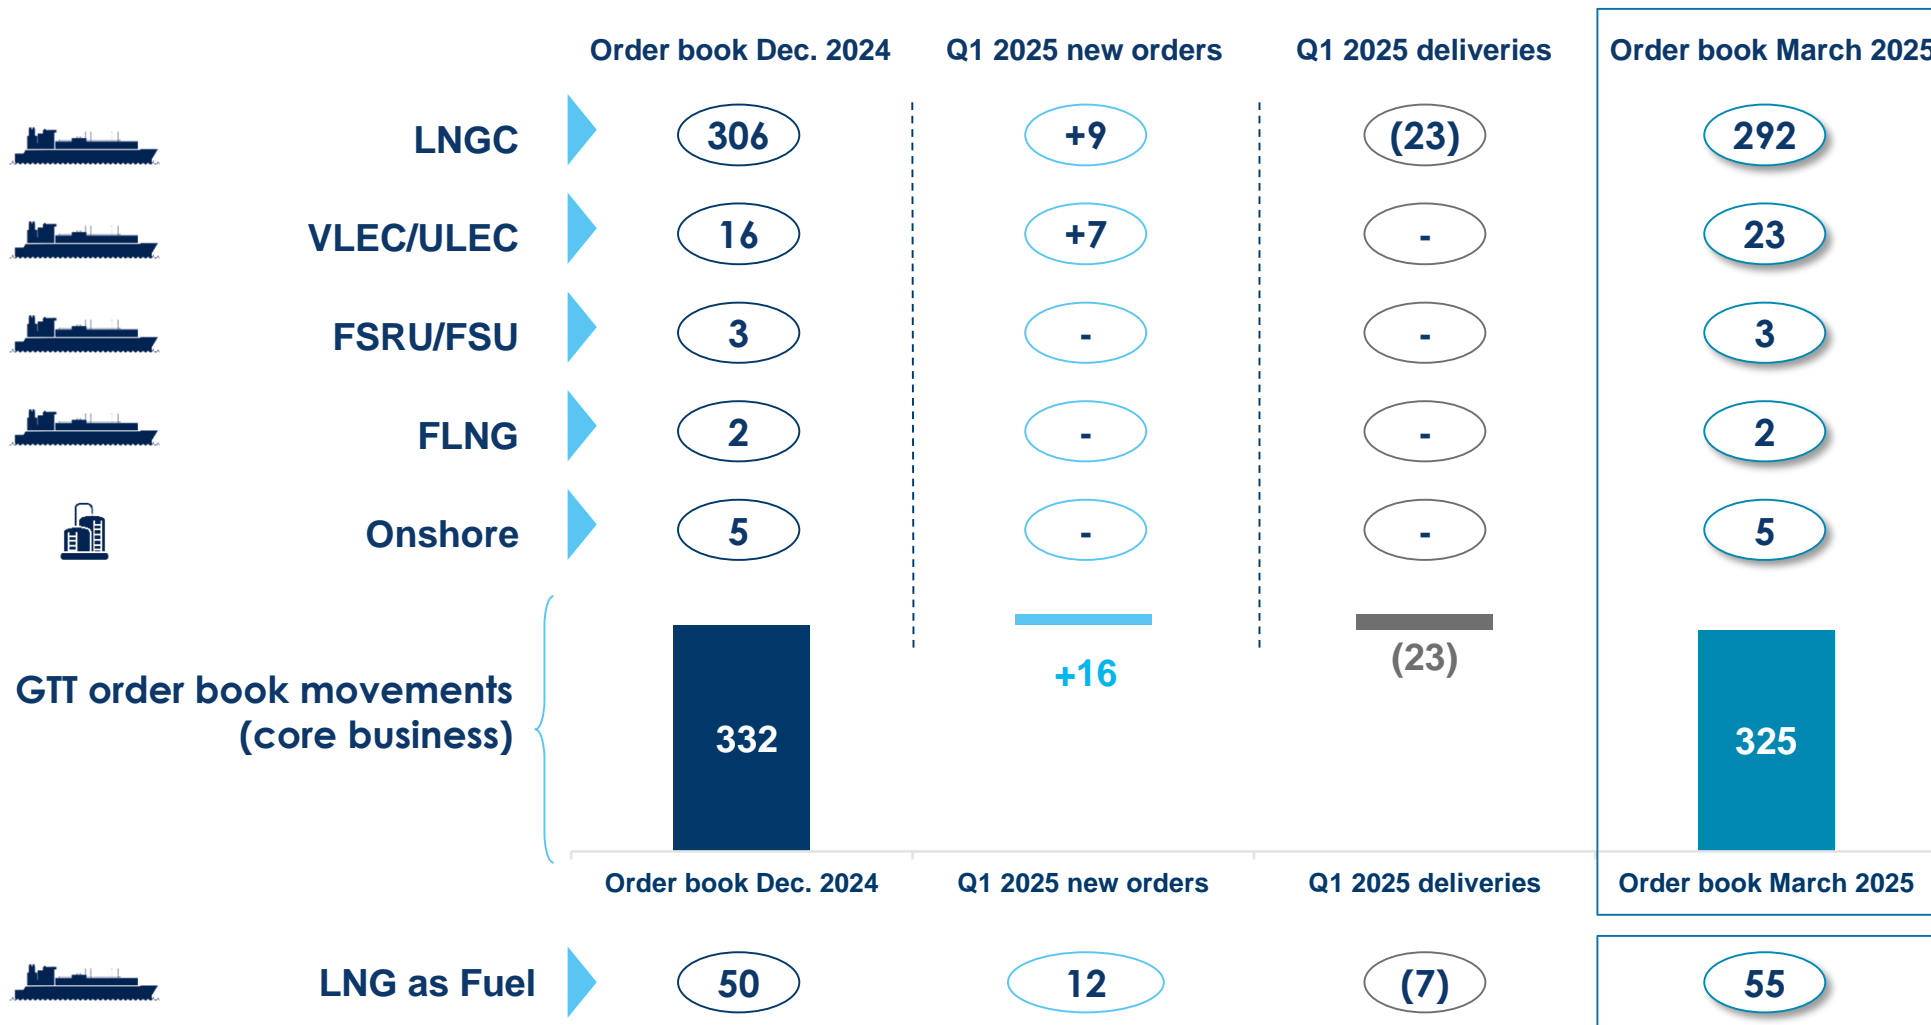 Order book Dec. 2024 Q1 2025 new orders Q1 2025 deliveries Order book March 2025
LNGC 306 +9 (23) 292
VLEC/ULEC 16 +7 - 23
FSRU/FSU 3 - - 3
FLNG 2 - - 2
Onshore 5 - - 5
GTT order book movements
(core business)
332 +16 (23) 325
Order book Dec. 2024 Q1 2025 new orders Q1 2025 deliveries Order book March 2025
LNG as Fuel 50 12 (7) 55